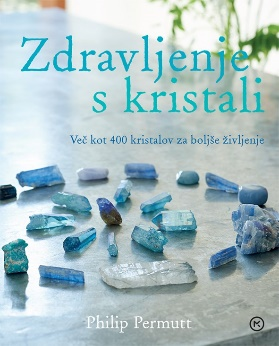 Zdravljenje
s kristali
Več kot 400 kristalov za boljše življenje
Philip Permutt